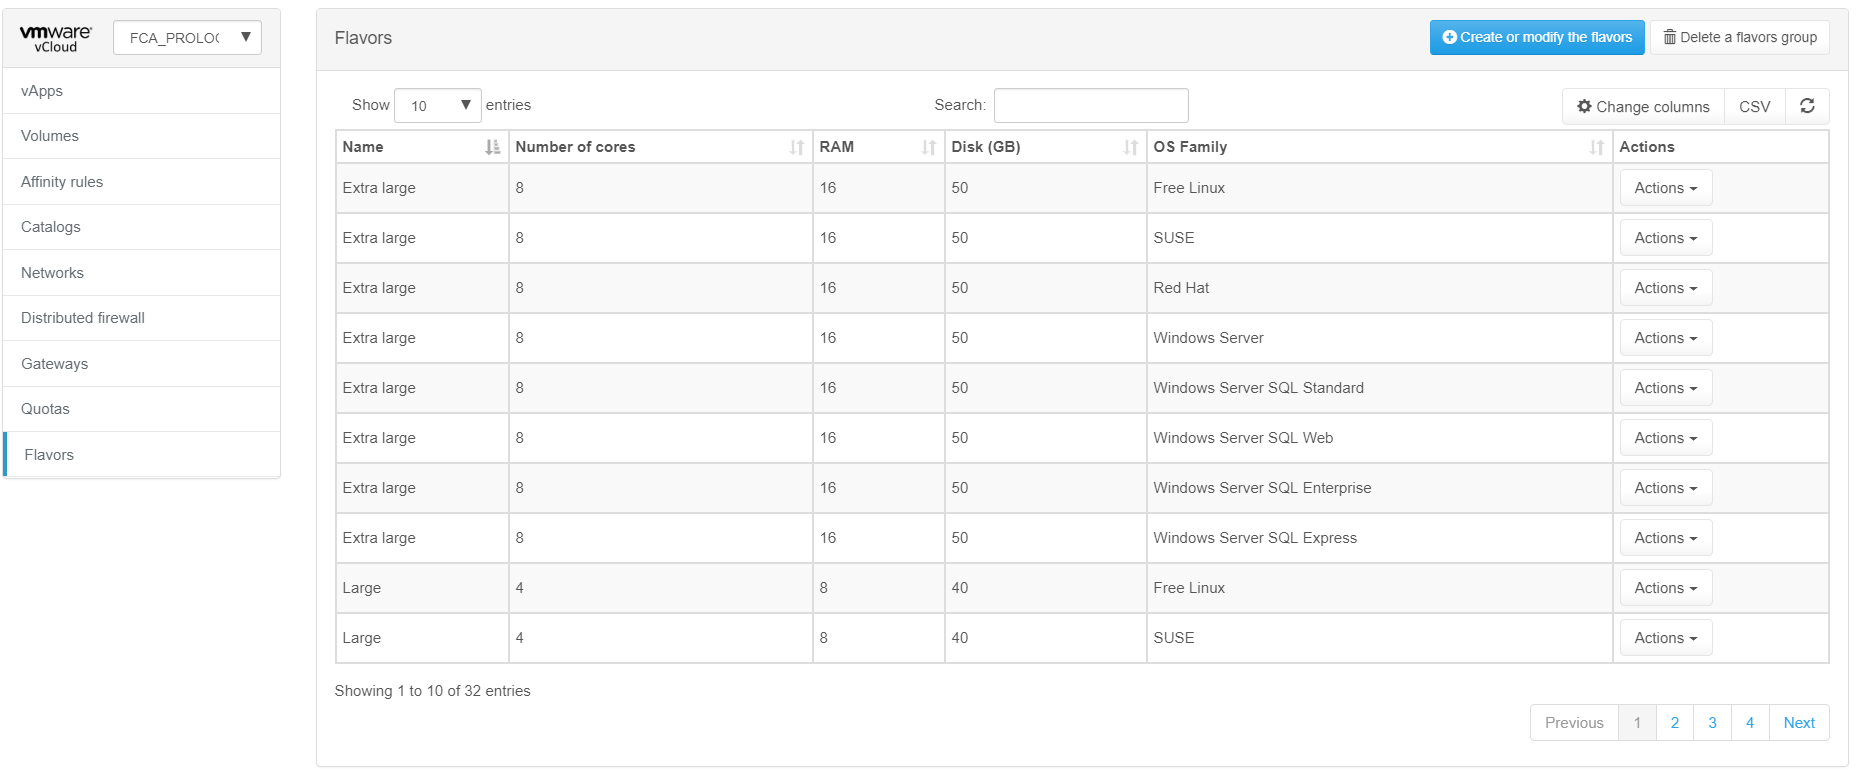 vmware
vCloud
FCA_PROLO
vApps
Volumes
Affinity rules
Catalogs
Networks
Distributed firewall
Gateways
Quotas
Flavors
Flavors
Create or modify the flavors Delete a flavors group
Show 10 entries Search: Change columns CSV
Name Number of cores RAM Disk (GB) OS Family Actions
Extra large 8 16 50 Free Linux Actions
Extra large 8 16 50 SUSE Actions
Extra large 8 16 50 Red Hat Actions
Extra large 8 16 50 Windows Server Actions
Extra large 8 16 50 Windows Server SQL Standard Actions
Extra large 8 16 50 Windows Server SQL Web Actions
Extra large 8 16 50 Windows Server SQL Enterprise Actions
Extra large 8 16 50 Windows Server SQL Express Actions
Large 4 8 40 Free Linux Actions
Large 4 8 40 SUSE Actions
Showing 1 to 10 of 32 entries
Previous 1 2 3 4 Next